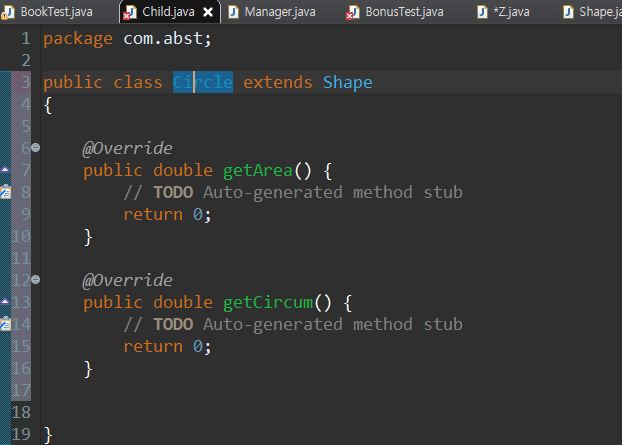 BookTest.java Child.java Manager.java BonusTest.java *Z.java Shape.ja
1 package com.abst;
2
3 public class Circle extends Shape
4 {
5
6 @Override
7 public double getArea() {
8 // TODO Auto-generated method stub
9 return 0;
10 }
11
12 @Override
13 public double getCircum() {
14 // TODO Auto-generated method stub
15 return 0;
16 }
17
18
19 }